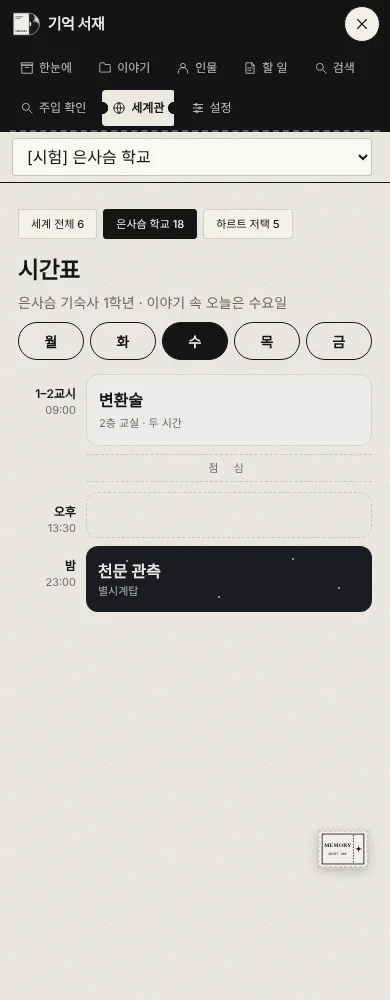 기억 서재
한눈에 이야기 인물 할 일 검색
주입 확인 세계관 설정
[시험] 은사슴 학교
세계 전체 6 은사슴 학교 18 하르트 저택 5
시간표
은사슴 기숙사 1학년 · 이야기 속 오늘은 수요일
월 화 수 목 금
1–2교시
09:00
변환술
2층 교실 · 두 시간
점 심
오후
13:30
밤
23:00
천문 관측
별시계탑
MEMORY